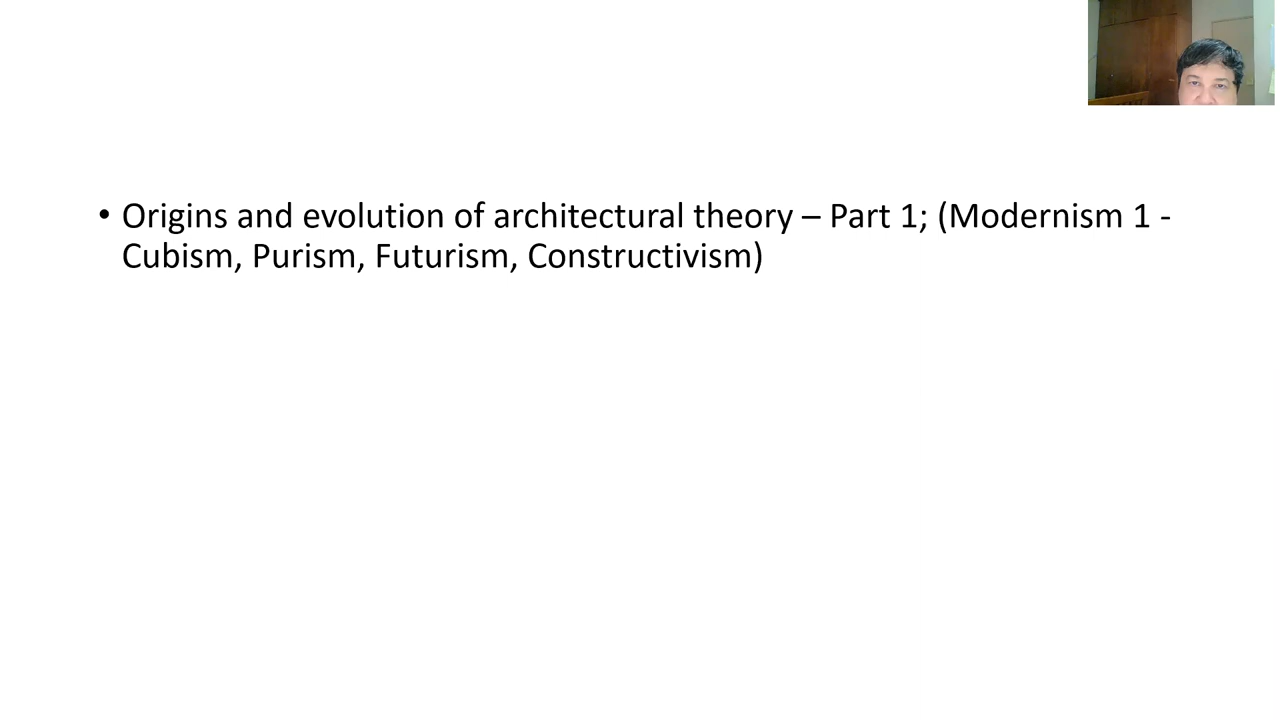 • Origins and evolution of architectural theory – Part 1; (Modernism 1 -
Cubism, Purism, Futurism, Constructivism)